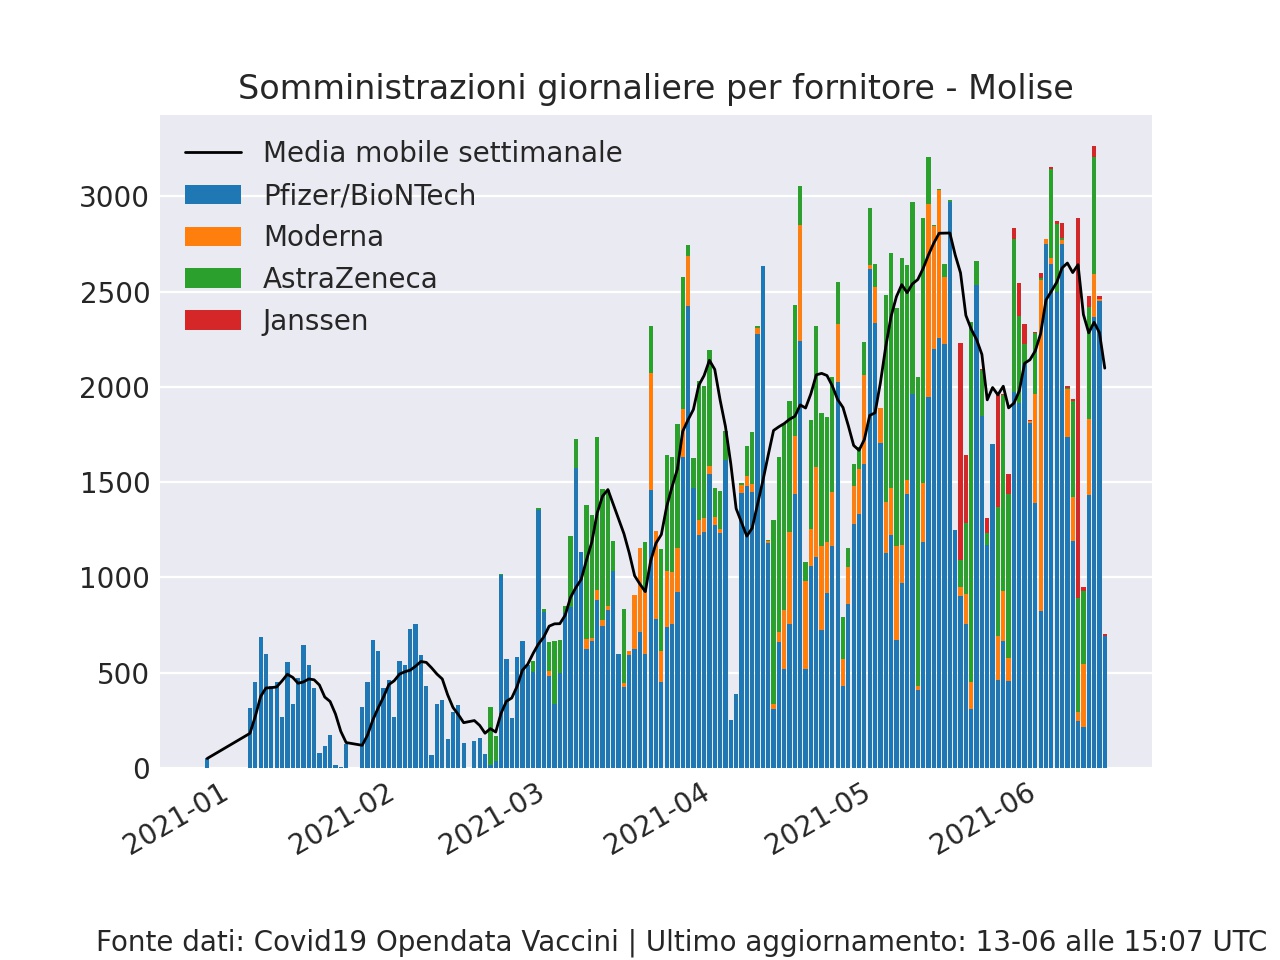 Somministrazioni giornaliere per fornitore - Molise
Media mobile settimanale
Pfizer/BioNTech
Moderna
AstraZeneca
Janssen
3000
2500
2000
1500
1000
500
0
2021-01
2021-02
2021-03
2021-04
2021-05
2021-06
Fonte dati: Covid19 Opendata Vaccini | Ultimo aggiornamento: 13-06 alle 15:07 UTC